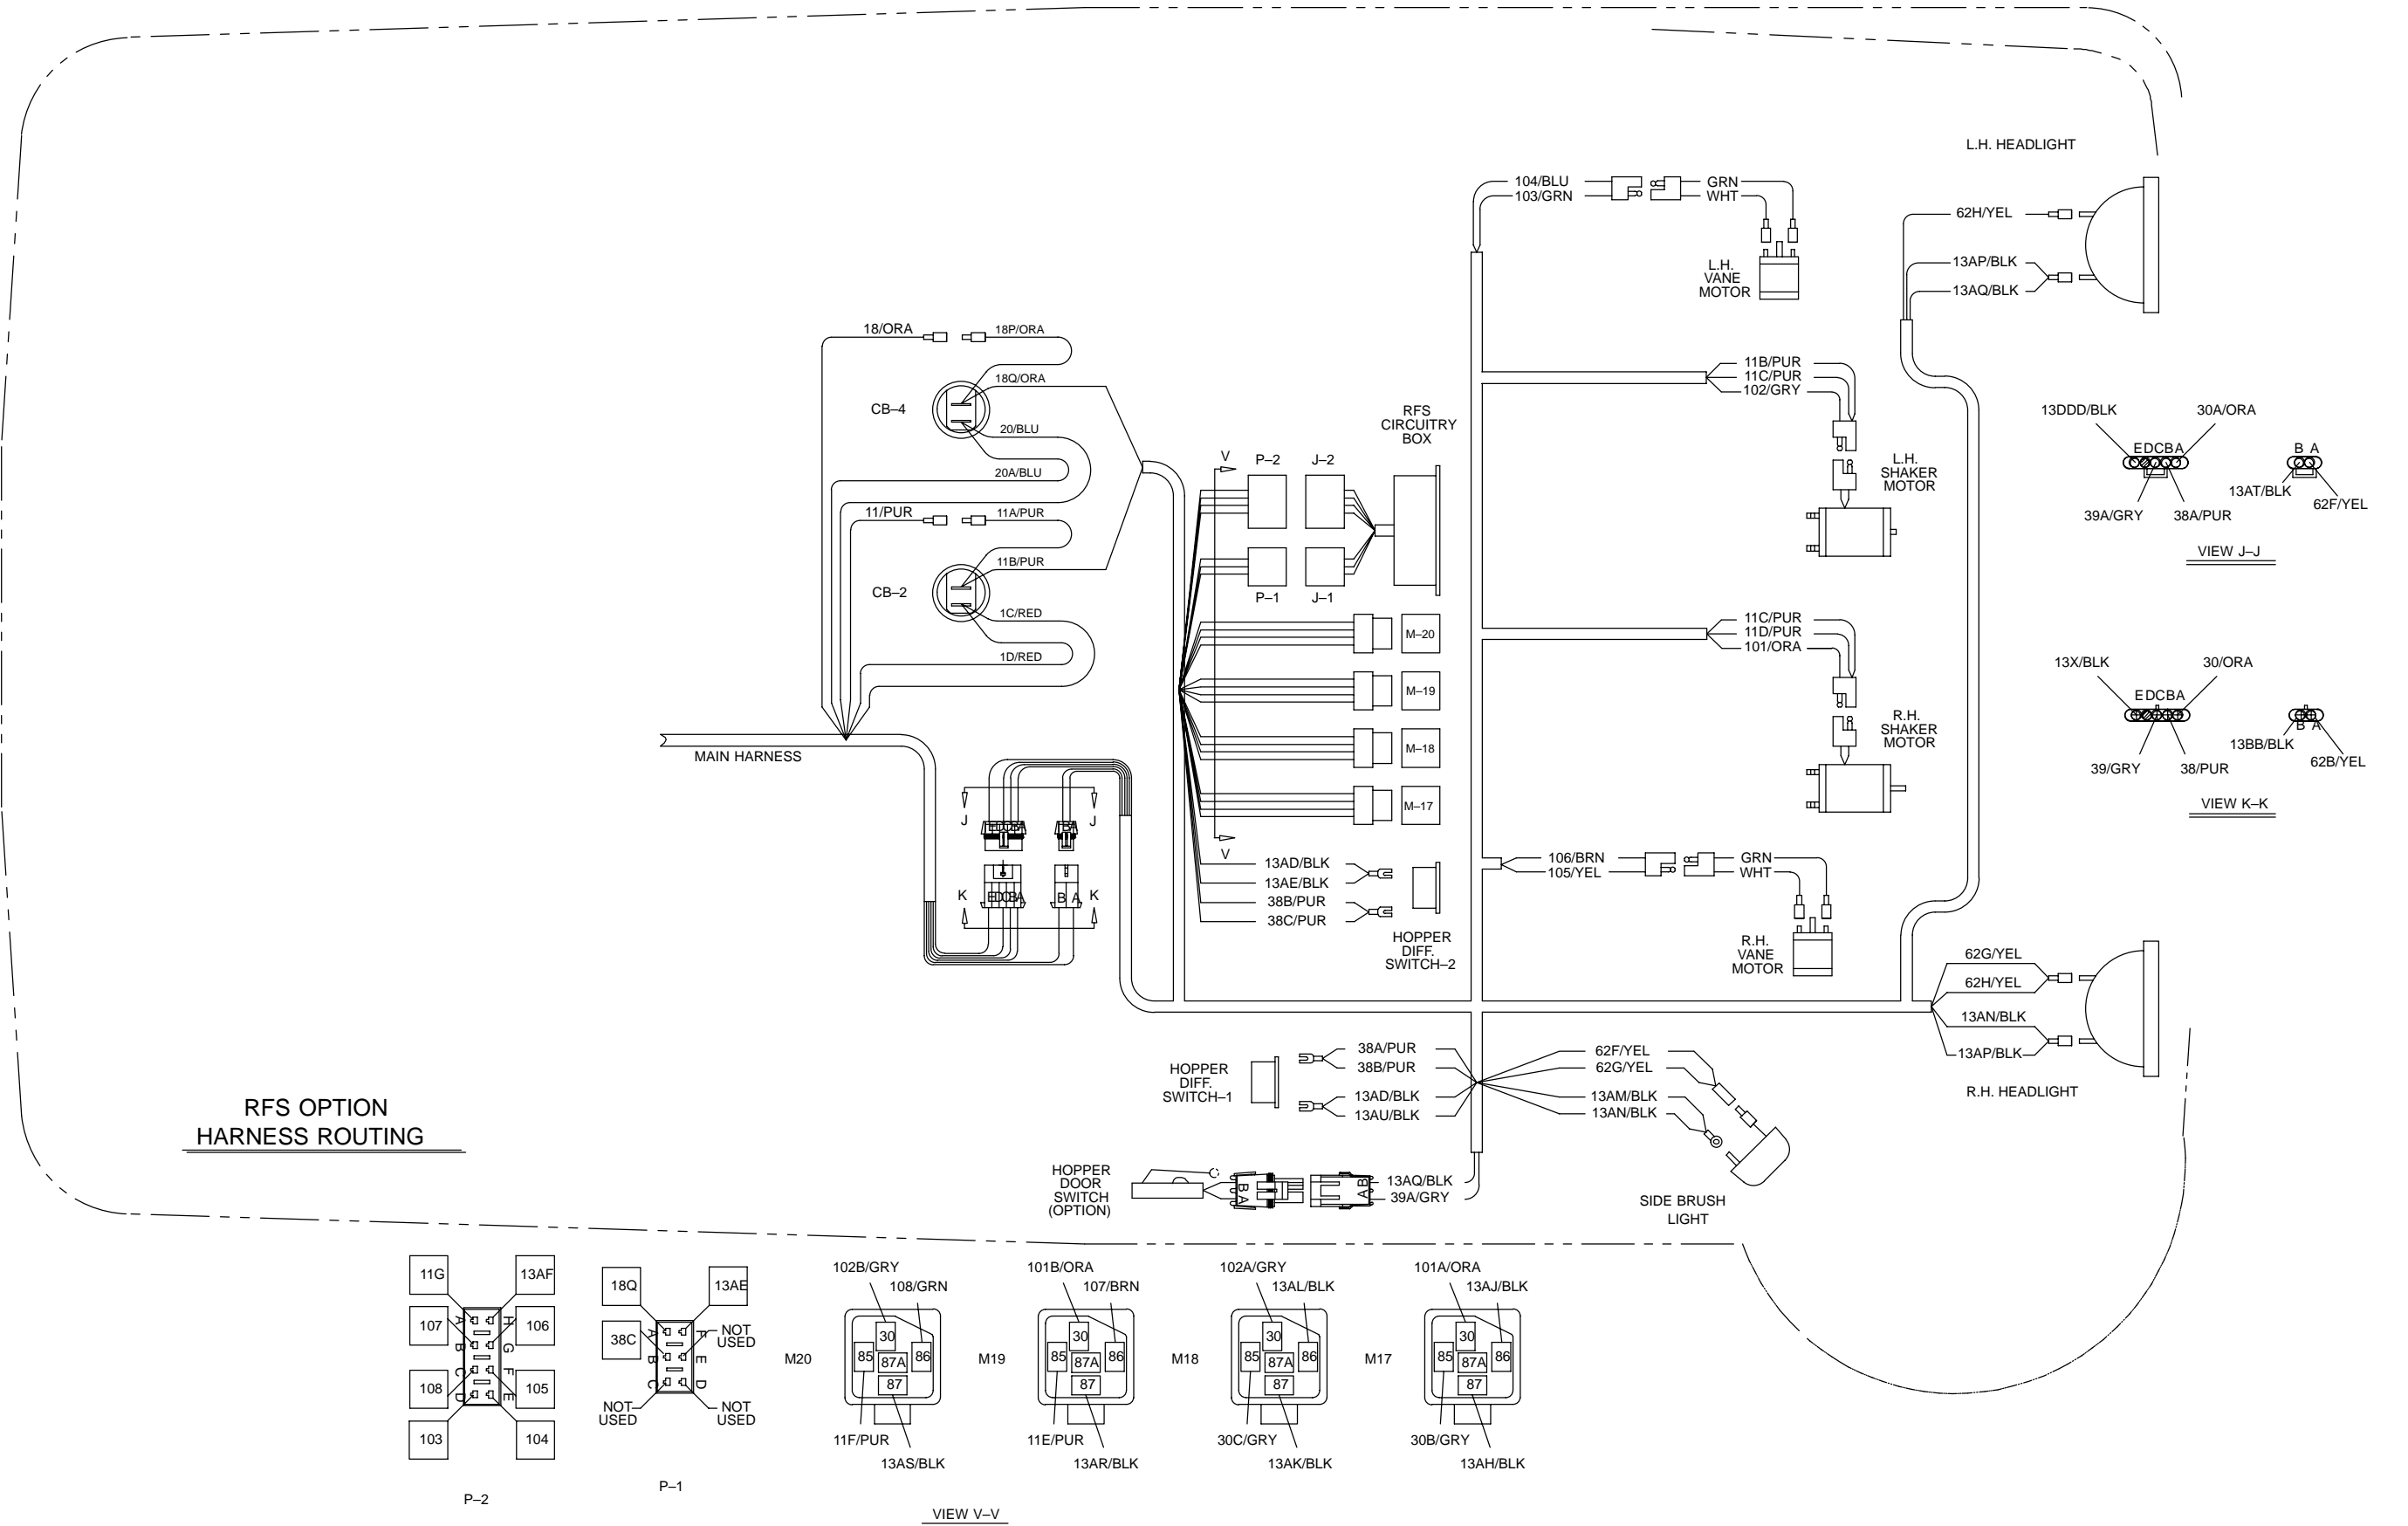 L.H. HEADLIGHT
104/BLU
103/GRN
GRN
WHT
62H/YEL
13AP/BLK
13AQ/BLK
L.H.
VANE
MOTOR
18/ORA
18P/ORA
18Q/ORA
CB–4
20/BLU
20A/BLU
11/PUR
11A/PUR
11B/PUR
CB–2
1C/RED
1D/RED
MAIN HARNESS
11B/PUR
11C/PUR
102/GRY
L.H.
SHAKER
MOTOR
RFS
CIRCUITRY
BOX
V
P–2
J–2
P–1
J–1
M–20
M–19
M–18
M–17
V
13AD/BLK
13AE/BLK
38B/PUR
38C/PUR
HOPPER
DIFF.
SWITCH–2
11C/PUR
11D/PUR
101/ORA
R.H.
SHAKER
MOTOR
106/BRN
105/YEL
GRN
WHT
R.H.
VANE
MOTOR
13DDD/BLK
30A/ORA
EDCBA
B A
13AT/BLK
62F/YEL
39A/GRY
38A/PUR
VIEW J–J
13X/BLK
30/ORA
EDCBA
B A
13BB/BLK
62B/YEL
39/GRY
38/PUR
VIEW K–K
J
J
EDCBA
B A
K
K
EDCBA
B A
62G/YEL
62H/YEL
13AN/BLK
13AP/BLK
R.H. HEADLIGHT
38A/PUR
38B/PUR
13AD/BLK
13AU/BLK
HOPPER
DIFF.
SWITCH–1
62F/YEL
62G/YEL
13AM/BLK
13AN/BLK
SIDE BRUSH
LIGHT
HOPPER
DOOR
SWITCH
(OPTION)
B A
A B
13AQ/BLK
39A/GRY
RFS OPTION
HARNESS ROUTING
11G
13AF
107
106
108
105
103
104
A
B
C
D
H
G
F
E
P–2
18Q
13AE
38C
NOT
USED
NOT
USED
NOT
USED
A
B
C
F
E
D
P–1
102B/GRY
108/GRN
M20
30
85
87A
86
87
11F/PUR
13AS/BLK
101B/ORA
107/BRN
M19
30
85
87A
86
87
11E/PUR
13AR/BLK
102A/GRY
13AL/BLK
M18
30
85
87A
86
87
30C/GRY
13AK/BLK
101A/ORA
13AJ/BLK
M17
30
85
87A
86
87
30B/GRY
13AH/BLK
VIEW V–V